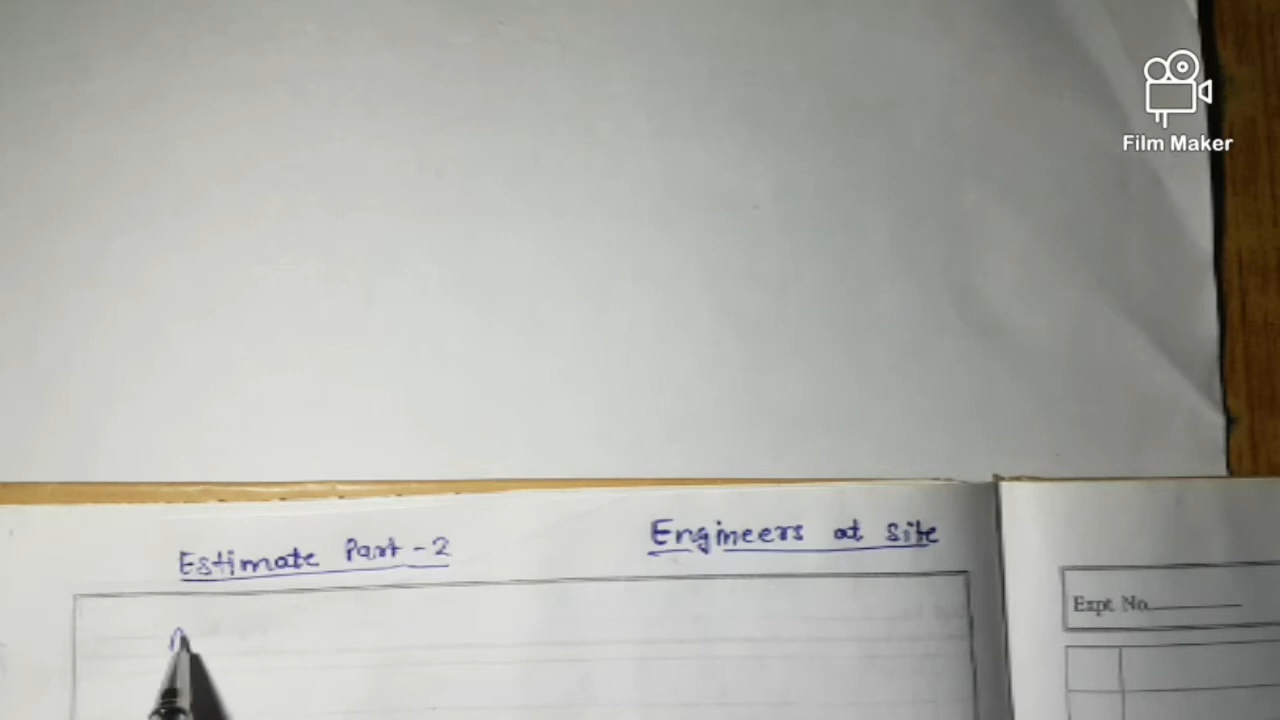 Film Maker
Estimate Part - 2
Engineers at site
Expt. No.